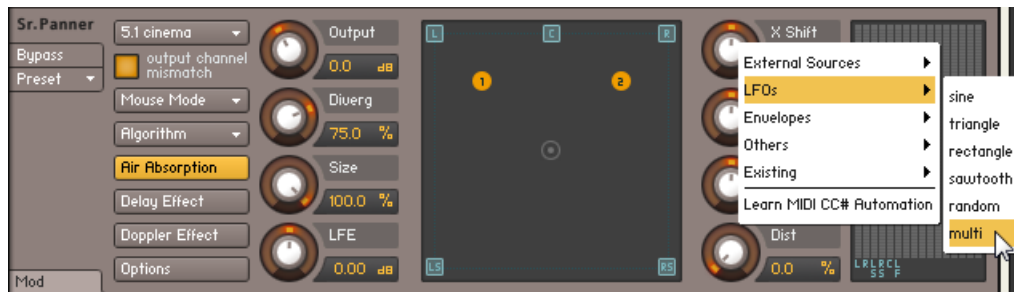 Sr.Panner
Bypass
Preset
Mod
5.1 cinema
output channel
mismatch
Mouse Mode
Algorithm
Air Absorption
Delay Effect
Doppler Effect
Options
Output
0.0 dB
Diverg
75.0 %
Size
100.0 %
LFE
0.00 dB
L
C
R
1
2
LS
RS
X Shift
External Sources
LFOs
Envelopes
Others
Existing
Learn MIDI CC# Automation
sine
triangle
rectangle
sawtooth
random
multi
Dist
0.0 %
LRLRCL
SS F